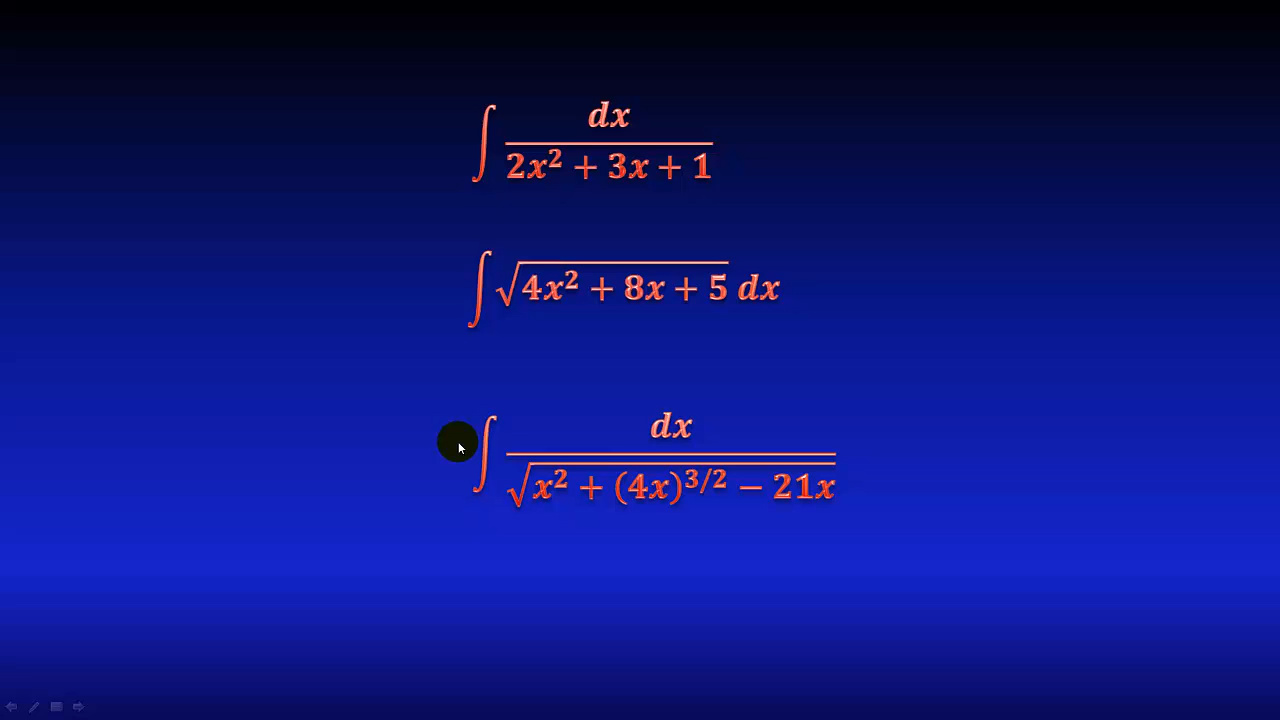 ∫ dx / (2x² + 3x + 1)
∫ √(4x² + 8x + 5) dx
∫ dx / √(x² + (4x)^{3/2} − 21x)